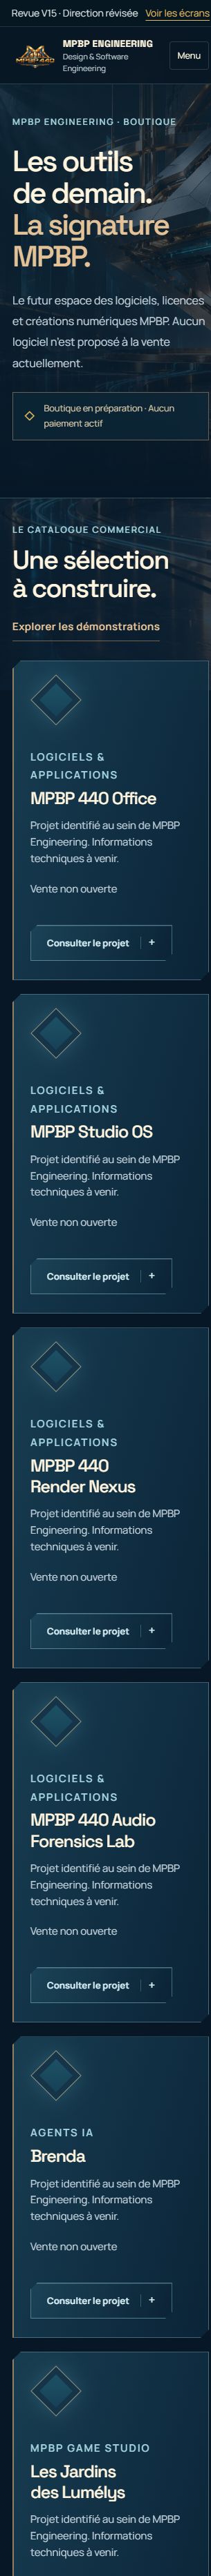 Revue V15 · Direction révisée Voir les écrans
MPBP 440
MPBP ENGINEERING
Design & Software
Engineering
Menu
MPBP ENGINEERING · BOUTIQUE
Les outils
de demain.
La signature
MPBP.
Le futur espace des logiciels, licences
et créations numériques MPBP. Aucun
logiciel n'est proposé à la vente
actuellement.
Boutique en préparation · Aucun
paiement actif
LE CATALOGUE COMMERCIAL
Une sélection
à construire.
Explorer les démonstrations
LOGICIELS &
APPLICATIONS
MPBP 440 Office
Projet identifié au sein de MPBP
Engineering. Informations
techniques à venir.
Vente non ouverte
Consulter le projet +
LOGICIELS &
APPLICATIONS
MPBP Studio OS
Projet identifié au sein de MPBP
Engineering. Informations
techniques à venir.
Vente non ouverte
Consulter le projet +
LOGICIELS &
APPLICATIONS
MPBP 440
Render Nexus
Projet identifié au sein de MPBP
Engineering. Informations
techniques à venir.
Vente non ouverte
Consulter le projet +
LOGICIELS &
APPLICATIONS
MPBP 440 Audio
Forensics Lab
Projet identifié au sein de MPBP
Engineering. Informations
techniques à venir.
Vente non ouverte
Consulter le projet +
AGENTS IA
Brenda
Projet identifié au sein de MPBP
Engineering. Informations
techniques à venir.
Vente non ouverte
Consulter le projet +
MPBP GAME STUDIO
Les Jardins
des Lumélys
Projet identifié au sein de MPBP
Engineering. Informations
techniques à venir.